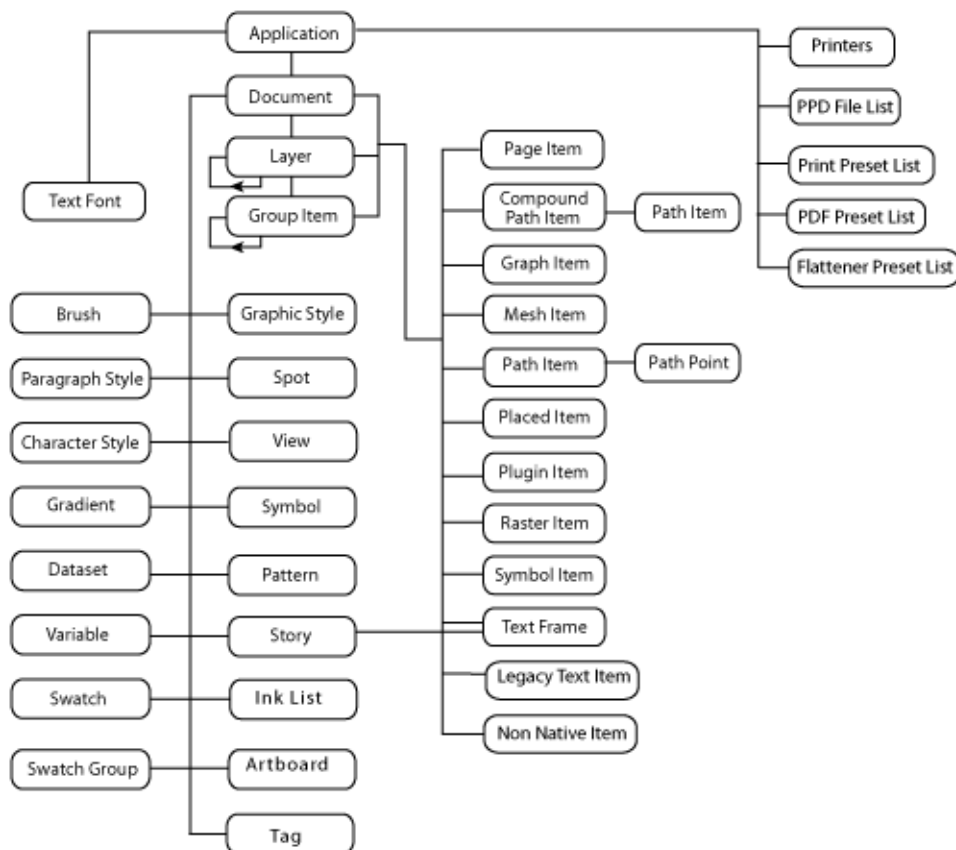 Application
Document
Layer
Group Item
Text Font
Printers
PPD File List
Print Preset List
PDF Preset List
Flattener Preset List
Page Item
Compound
Path Item
Path Item
Graph Item
Mesh Item
Path Item
Path Point
Placed Item
Plugin Item
Raster Item
Symbol Item
Text Frame
Legacy Text Item
Non Native Item
Brush
Graphic Style
Paragraph Style
Spot
Character Style
View
Gradient
Symbol
Dataset
Pattern
Variable
Story
Swatch
Ink List
Swatch Group
Artboard
Tag